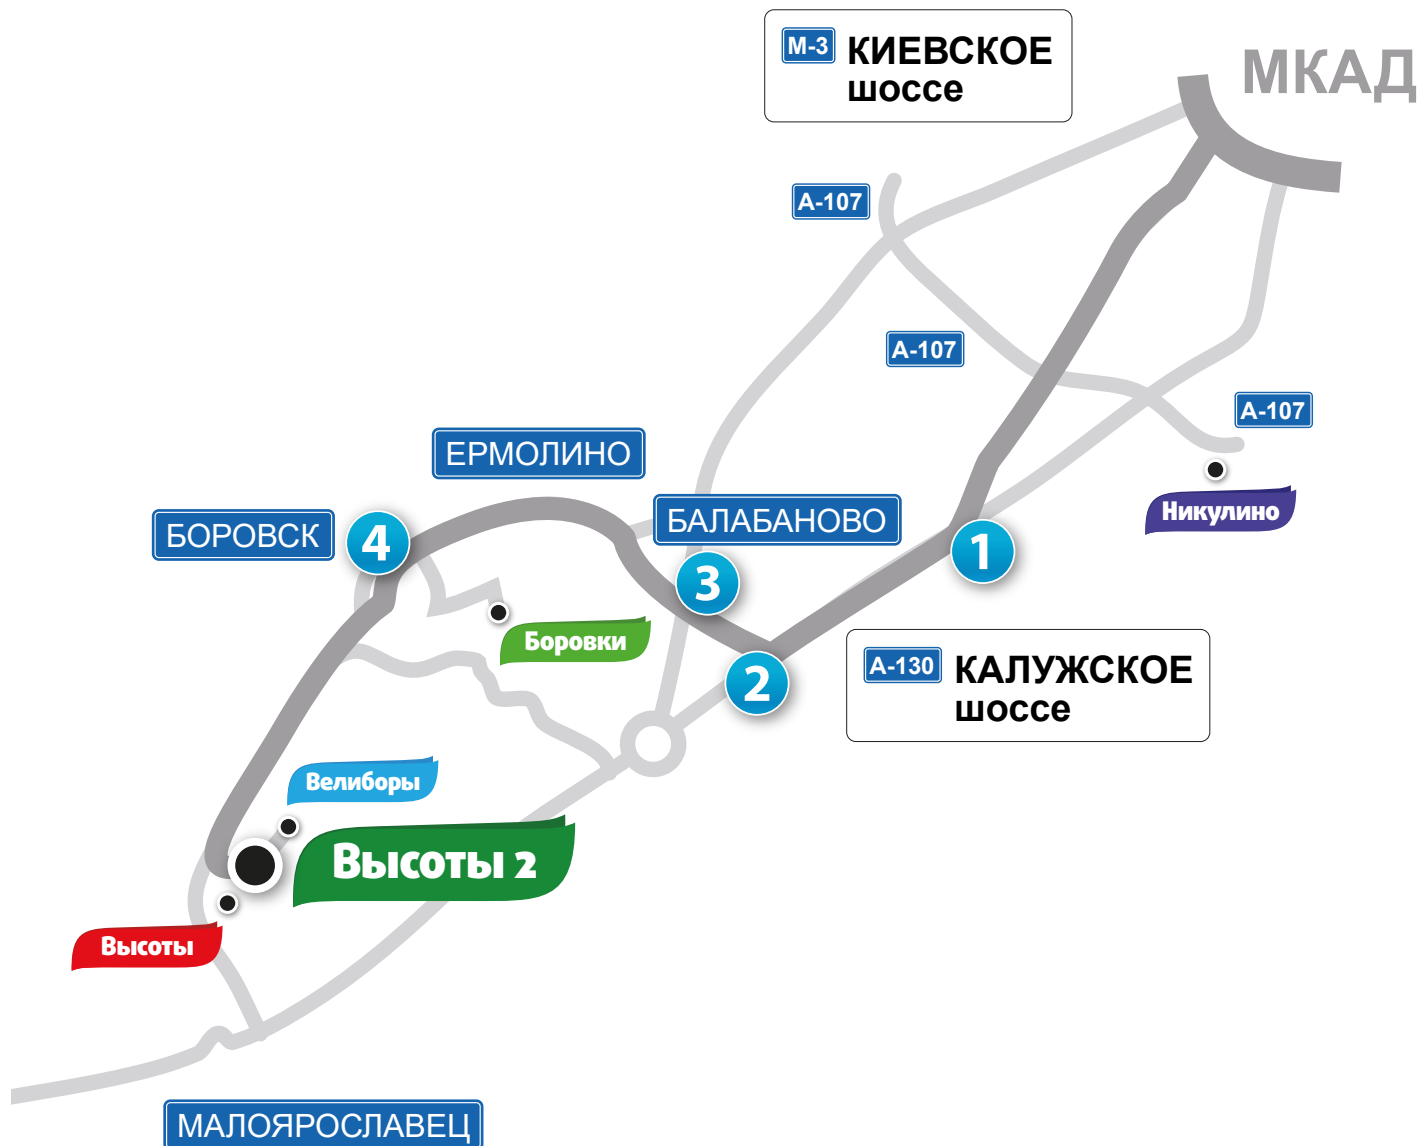 М-3 КИЕВСКОЕ
шоссе
МКАД
А-107
А-107
А-107
ЕРМОЛИНО
БАЛАБАНОВО
Никулино
БОРОВСК
4
1
3
Боровки
2
А-130 КАЛУЖСКОЕ
шоссе
Велиборы
Высоты 2
Высоты
МАЛОЯРОСЛАВЕЦ